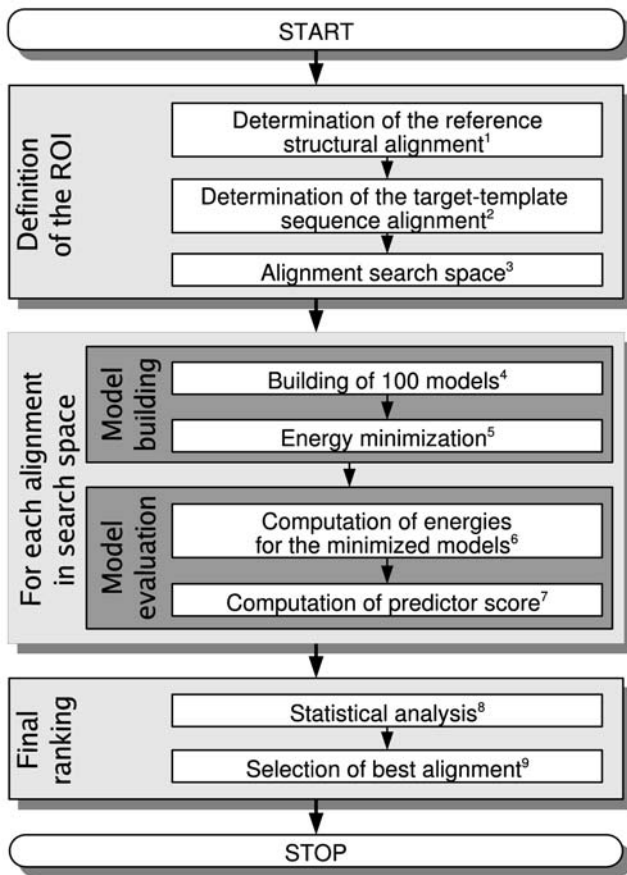 START
Definition
of the ROI
Determination of the reference
structural alignment¹
Determination of the target-template
sequence alignment²
Alignment search space³
For each alignment
in search space
Model
building
Building of 100 models⁴
Energy minimization⁵
Model
evaluation
Computation of energies
for the minimized models⁶
Computation of predictor score⁷
Final
ranking
Statistical analysis⁸
Selection of best alignment⁹
STOP